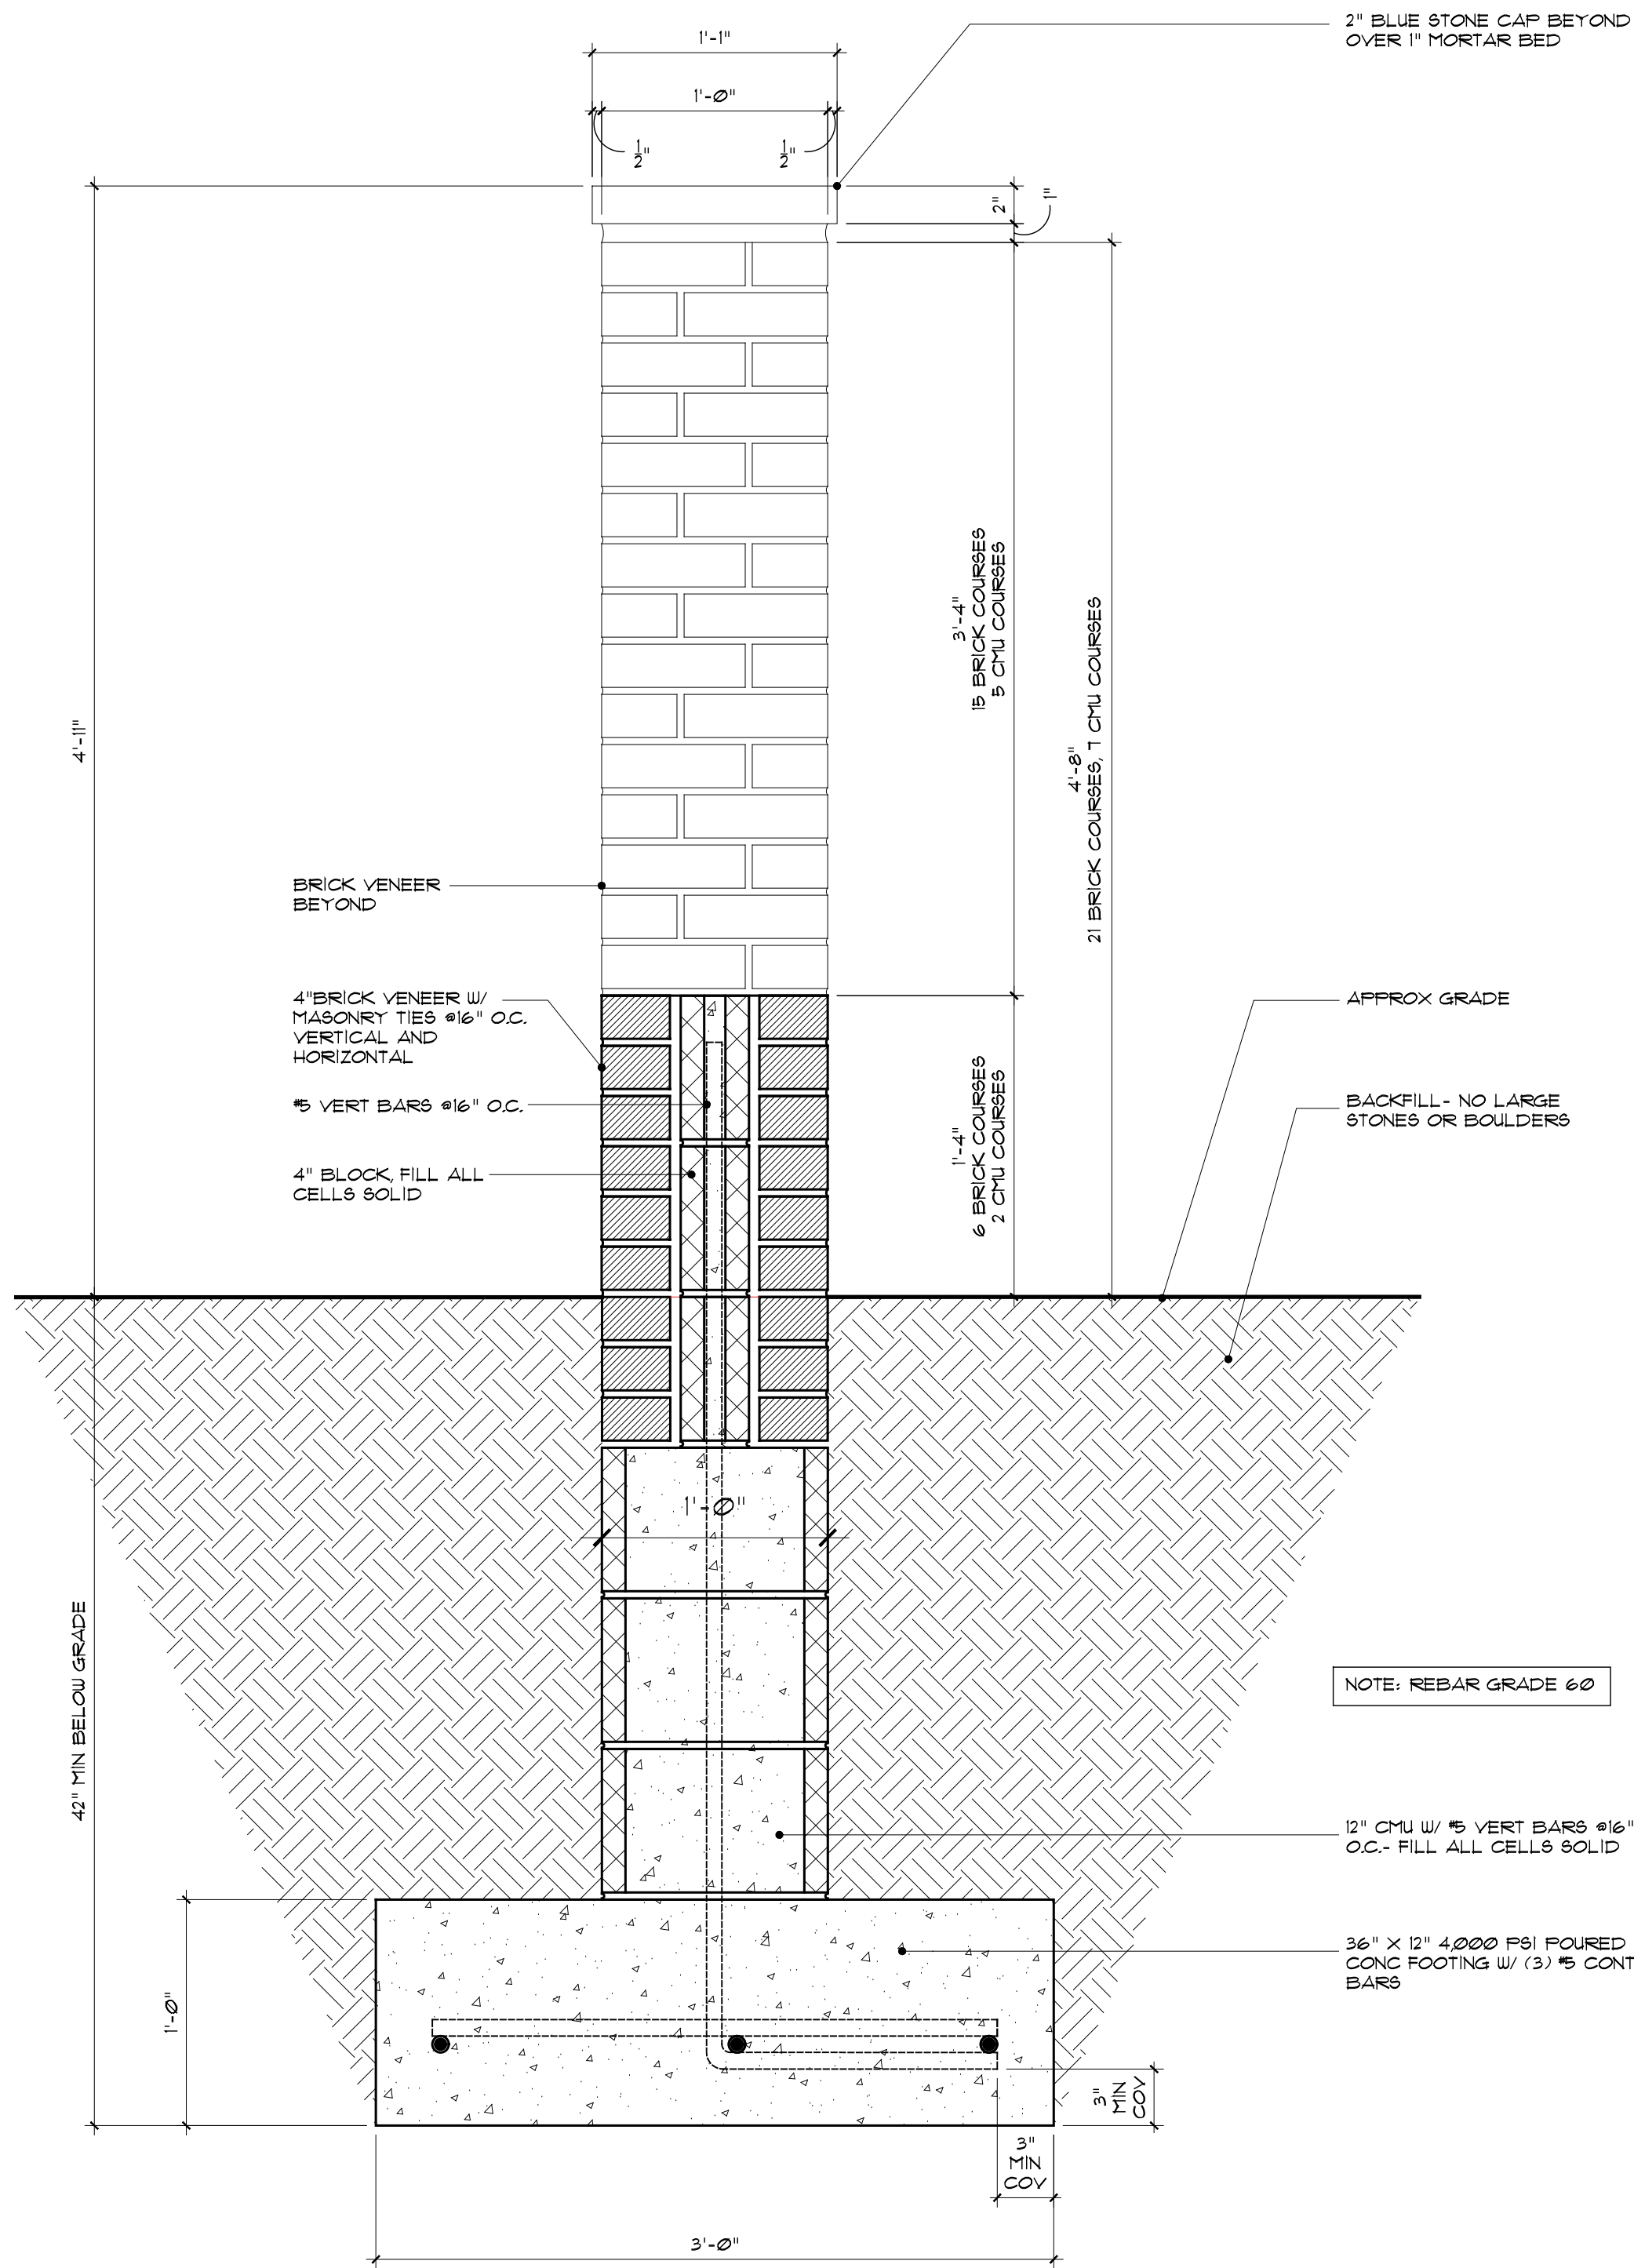 2" BLUE STONE CAP BEYOND
OVER 1" MORTAR BED
1'-1"
1'-0"
1/2"
1/2"
2"
1"
4'-11"
3'-4"
15 BRICK COURSES
5 CMU COURSES
4'-8"
21 BRICK COURSES, 7 CMU COURSES
BRICK VENEER
BEYOND
4"BRICK VENEER W/
MASONRY TIES @16" O.C.
VERTICAL AND
HORIZONTAL
#5 VERT BARS @16" O.C.
4" BLOCK, FILL ALL
CELLS SOLID
1'-4"
6 BRICK COURSES
2 CMU COURSES
APPROX GRADE
BACKFILL- NO LARGE
STONES OR BOULDERS
1'-0"
42" MIN BELOW GRADE
NOTE: REBAR GRADE 60
12" CMU W/ #5 VERT BARS @16"
O.C.- FILL ALL CELLS SOLID
36" X 12" 4,000 PSI POURED
CONC FOOTING W/ (3) #5 CONT
BARS
1'-0"
3"
MIN
COV
3"
MIN
COV
3'-0"